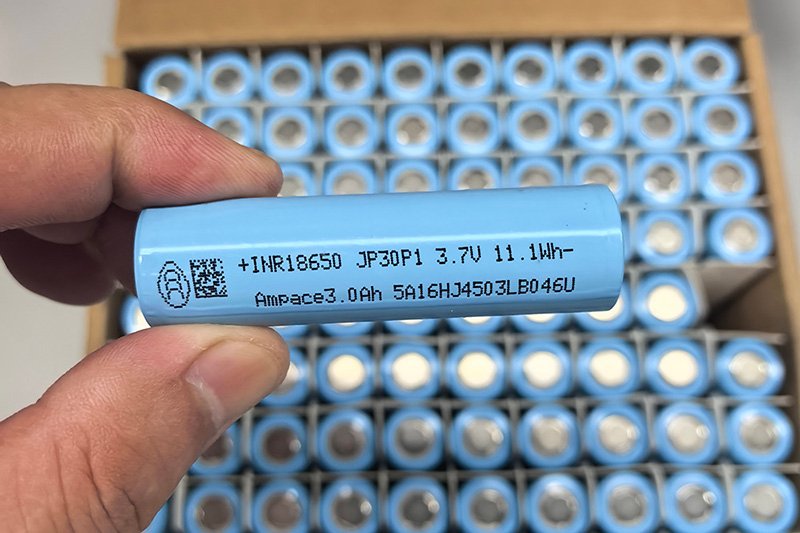 +INR18650 JP30P1 3.7V 11.1Wh-
Ampace3.0Ah 5A16HJ4503LB046U